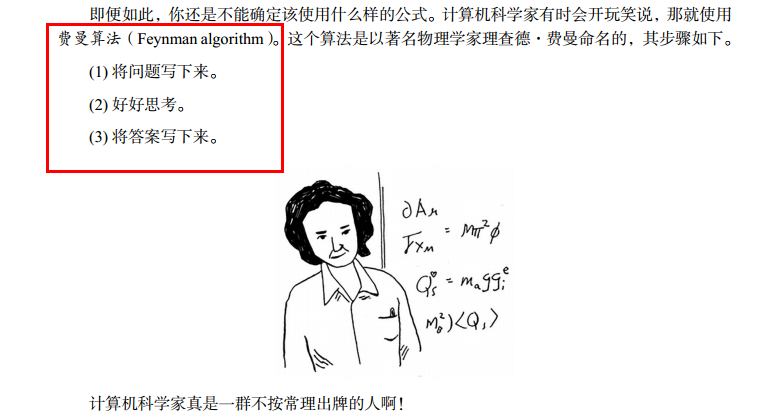 即便如此，你还是不能确定该使用什么样的公式。计算机科学家有时会开玩笑说，那就使用
费曼算法（Feynman algorithm）。这个算法是以著名物理学家理查德·费曼命名的，其步骤如下。
(1) 将问题写下来。
(2) 好好思考。
(3) 将答案写下来。
= Mπ²φ
计算机科学家真是一群不按常理出牌的人啊！